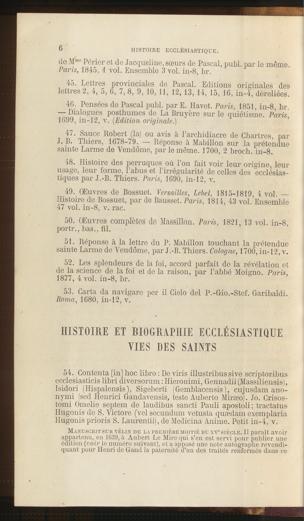 6 HISTOIRE ECCLÉSIASTIQUE.
de Mme Périer et de Jacqueline, sœurs de Pascal, publ. par le même.
Paris, 1845, 1 vol. Ensemble 3 vol. in-8, br.
45. Lettres provinciales de Pascal. Editions originales des
lettres 2, 4, 5, 6, 7, 8, 9, 10, 11, 12, 13, 14, 15, 16, in-4, déreliées.
46. Pensées de Pascal publ. par E. Havet. Paris, 1851, in-8, br.
— Dialogues posthumes de La Bruyère sur le quiétisme. Paris,
1699, in-12, v. (Edition originale.)
47. Sauce Robert (la) ou avis à l'archidiacre de Chartres, par
J. B. Thiers, 1678-79. — Réponse à Mabillon sur la prétendue
sainte Larme de Vendôme, par le même. 1700, 2 broch. in-8.
48. Histoire des perruques où l'on fait voir leur origine, leur
usage, leur forme, l'abus et l'irrégularité de celles des ecclésias-
tiques par J.-B. Thiers. Paris, 1690, in-12, v.
49. Œuvres de Bossuet. Versailles, Lebel, 1815-1819, 4 vol. —
Histoire de Bossuet, par de Bausset. Paris, 1814, 43 vol. Ensemble
47 vol. in-8, v. rac.
50. Œuvres complètes de Massillon. Paris, 1821, 13 vol. in-8,
portr., bas., fil.
51. Réponse à la lettre du P. Mabillon touchant la prétendue
sainte Larme de Vendôme, par J.-B. Thiers. Cologne, 1700, in-12, v.
52. Les splendeurs de la foi, accord parfait de la révélation et
de la science de la foi et de la raison, par l'abbé Moigno. Paris,
1877, 4 vol. in-8, br.
53. Carta da navigare per il Cielo del P.-Gio.-Stef. Garibaldi.
Roma, 1680, in-12, v.
HISTOIRE ET BIOGRAPHIE ECCLÉSIASTIQUE
VIES DES SAINTS
54. Contenta [in] hoc libro: De viris illustribus sive scriptoribus
ecclesiasticis libri diversorum: Hieronimi, Gennadii (Massiliensis),
Isidori (Hispalensis), Sigeberti (Gemblacensis), cujusdam ano-
nymi (sed Henrici Gandavensis, teste Auberto Miræo). Jo. Crisos-
tomi Omelie septem de laudibus sancti Pauli apostoli; tractatus
Hugonis de S. Victore (vel secundum vetusta quædam exemplaria
Hugonis prioris S. Laurentii), de Medicina Anime. Petit in-4, v.
MANUSCRIT SUR VÉLIN DE LA PREMIÈRE MOITIÉ DU XVe SIÈCLE. Il paraît avoir
appartenu, en 1639, à Aubert Le Mire qui s'en est servi pour publier une
édition (voir le numéro suivant), et a apposé une note autographe revendi-
quant pour Henri de Gand la paternité d'un des traités renfermés dans ce